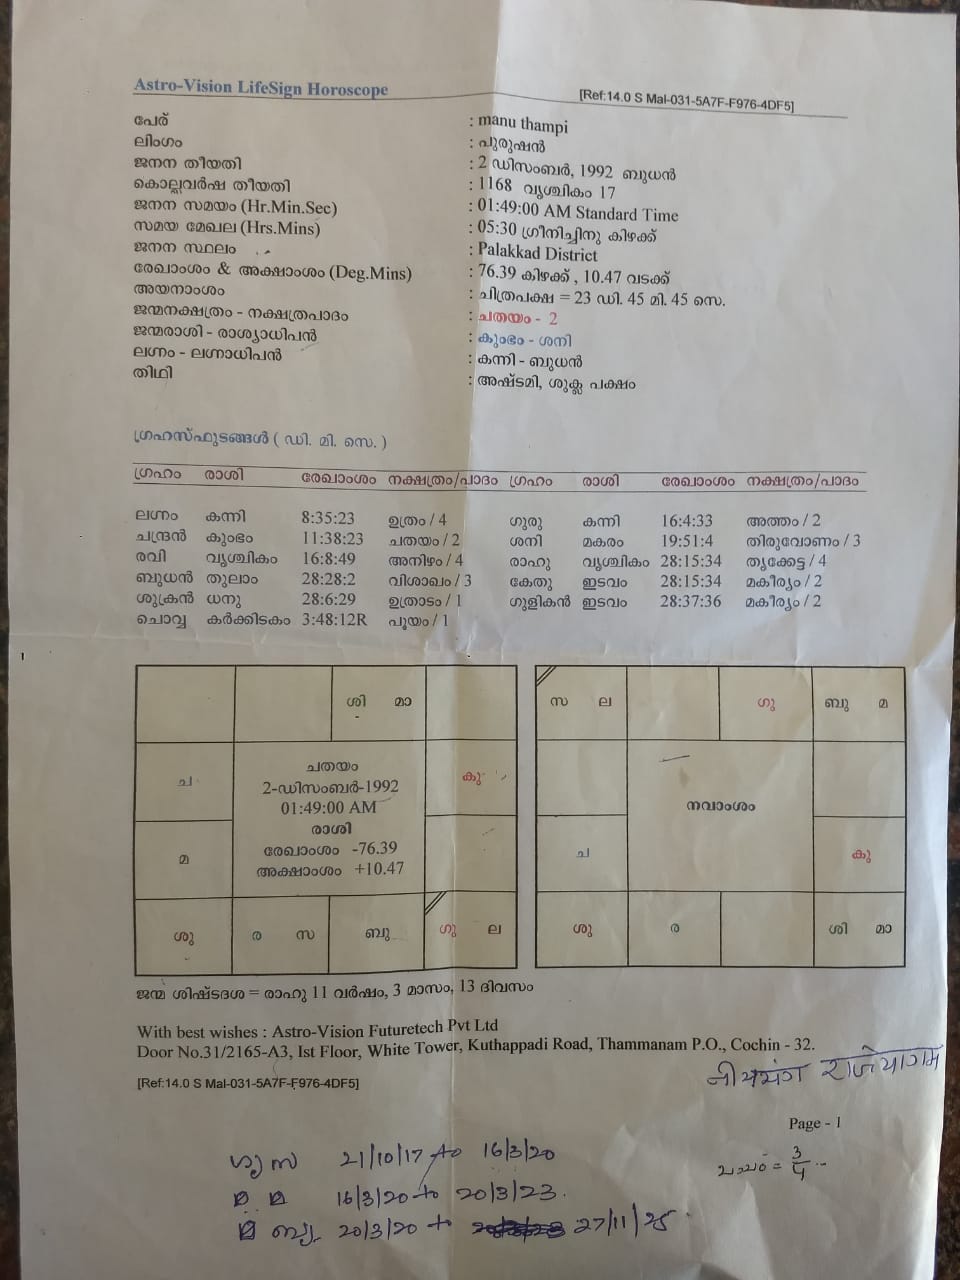 Astro-Vision LifeSign Horoscope
[Ref:14.0 S Mal-031-5A7F-F976-4DF5]
പേര് : manu thampi
ലിംഗം : പുരുഷൻ
ജനന തീയതി : 2 ഡിസംബർ, 1992 ബുധൻ
കൊല്ലവർഷ തീയതി : 1168 വൃശ്ചികം 17
ജനന സമയം (Hr.Min.Sec) : 01:49:00 AM Standard Time
സമയ മേഖല (Hrs.Mins) : 05:30 ഗ്രീനിച്ചിനു കിഴക്ക്
ജനന സ്ഥലം : Palakkad District
രേഖാംശം & അക്ഷാംശം (Deg.Mins) : 76.39 കിഴക്ക് , 10.47 വടക്ക്
അയനാംശം : ചിത്രപക്ഷ = 23 ഡി. 45 മി. 45 സെ.
ജന്മനക്ഷത്രം - നക്ഷത്രപാദം : ചതയം - 2
ജന്മരാശി - രാശ്യാധിപൻ : കുംഭം - ശനി
ലഗ്നം - ലഗ്നാധിപൻ : കന്നി - ബുധൻ
തിഥി : അഷ്ടമി, ശുക്ല പക്ഷം
ഗ്രഹസ്ഫുടങ്ങൾ ( ഡി. മി. സെ. )
ഗ്രഹം രാശി രേഖാംശം നക്ഷത്രം/പാദം ഗ്രഹം രാശി രേഖാംശം നക്ഷത്രം/പാദം
ലഗ്നം കന്നി 8:35:23 ഉത്രം / 4 ഗുരു കന്നി 16:4:33 അത്തം / 2
ചന്ദ്രൻ കുംഭം 11:38:23 ചതയം / 2 ശനി മകരം 19:51:4 തിരുവോണം / 3
രവി വൃശ്ചികം 16:8:49 അനിഴം / 4 രാഹു വൃശ്ചികം 28:15:34 തൃക്കേട്ട / 4
ബുധൻ തുലാം 28:28:2 വിശാഖം / 3 കേതു ഇടവം 28:15:34 മകീര്യം / 2
ശുക്രൻ ധനു 28:6:29 ഉത്രാടം / 1 ഗുളികൻ ഇടവം 28:37:36 മകീര്യം / 2
ചൊവ്വ കർക്കിടകം 3:48:12R പൂയം / 1
1
ശി മാ
സ ല ഗു ബു മ
ച ചതയം കു
2-ഡിസംബർ-1992
01:49:00 AM
രാശി
രേഖാംശം -76.39
അക്ഷാംശം +10.47
മ
നവാംശം
ച കു
ശു ര സ ബു ഗു ല
ശു ര ശി മാ
ജന്മ ശിഷ്ടദശ = രാഹു 11 വർഷം, 3 മാസം, 13 ദിവസം
With best wishes : Astro-Vision Futuretech Pvt Ltd
Door No.31/2165-A3, Ist Floor, White Tower, Kuthappadi Road, Thammanam P.O., Cochin - 32.
[Ref:14.0 S Mal-031-5A7F-F976-4DF5]
Page - 1
ശു സ 21/10/17 to 16/3/20
മ മ 16/3/20 to 20/3/23.
മ ബു 20/3/20 to 27/11/25
= 3/4